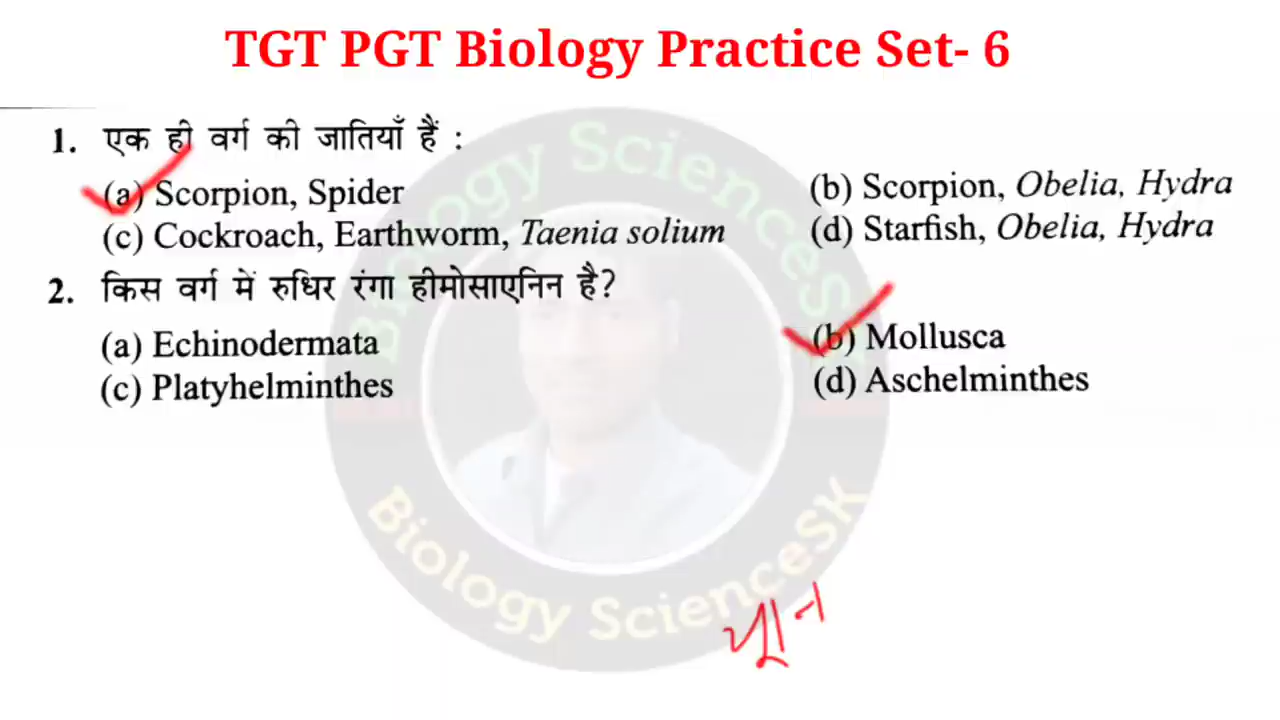 TGT PGT Biology Practice Set- 6
1. एक ही वर्ग की जातियाँ हैं :
(a) Scorpion, Spider (b) Scorpion, Obelia, Hydra
(c) Cockroach, Earthworm, Taenia solium (d) Starfish, Obelia, Hydra
2. किस वर्ग में रुधिर रंगा हीमोसाएनिन है?
(a) Echinodermata (b) Mollusca
(c) Platyhelminthes (d) Aschelminthes
Biology ScienceSK
Biology ScienceSK